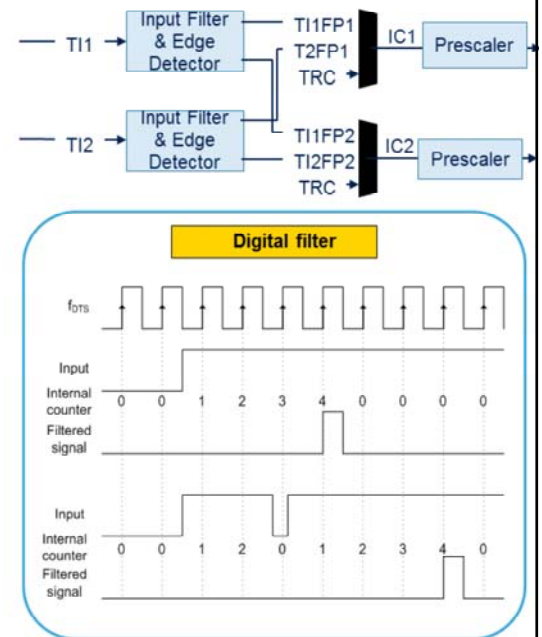 Input Filter
& Edge
Detector
TI1
TI1FP1
T2FP1
TRC
IC1
Prescaler
Input Filter
& Edge
Detector
TI2
TI1FP2
TI2FP2
TRC
IC2
Prescaler
Digital filter
fDTS
Input
Internal
counter
0 0 1 2 3 4 0 0 0 0
Filtered
signal
Input
Internal
counter
0 0 1 2 0 1 2 3 4 0
Filtered
signal